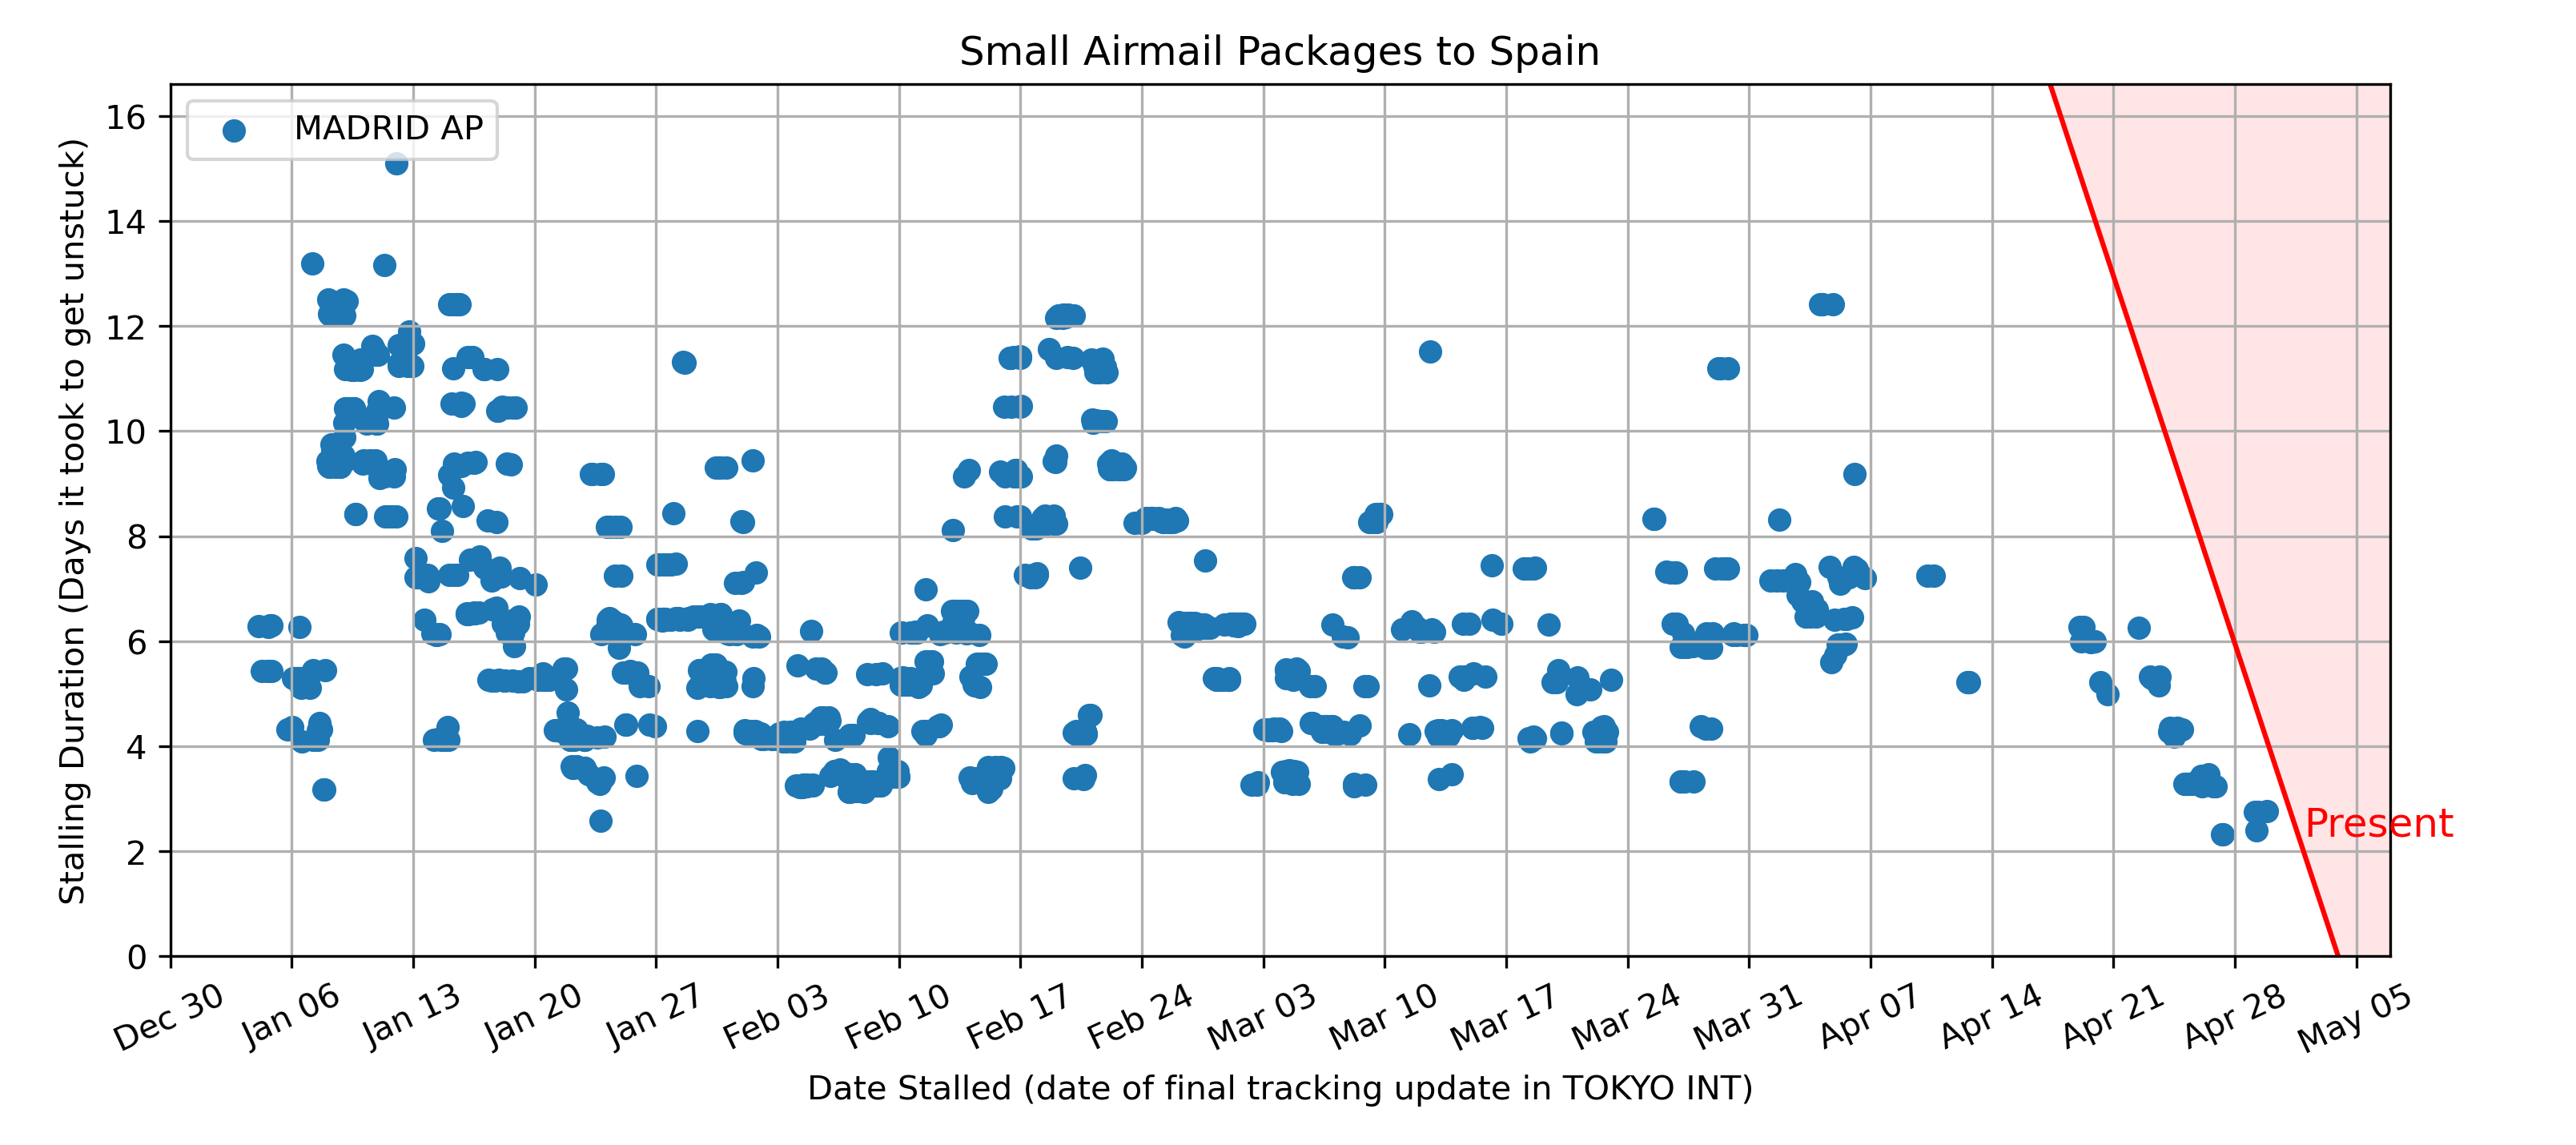 Small Airmail Packages to Spain
MADRID AP
Stalling Duration (Days it took to get unstuck)
16
14
12
10
8
6
4
2
0
Present
Dec 30
Jan 06
Jan 13
Jan 20
Jan 27
Feb 03
Feb 10
Feb 17
Feb 24
Mar 03
Mar 10
Mar 17
Mar 24
Mar 31
Apr 07
Apr 14
Apr 21
Apr 28
May 05
Date Stalled (date of final tracking update in TOKYO INT)